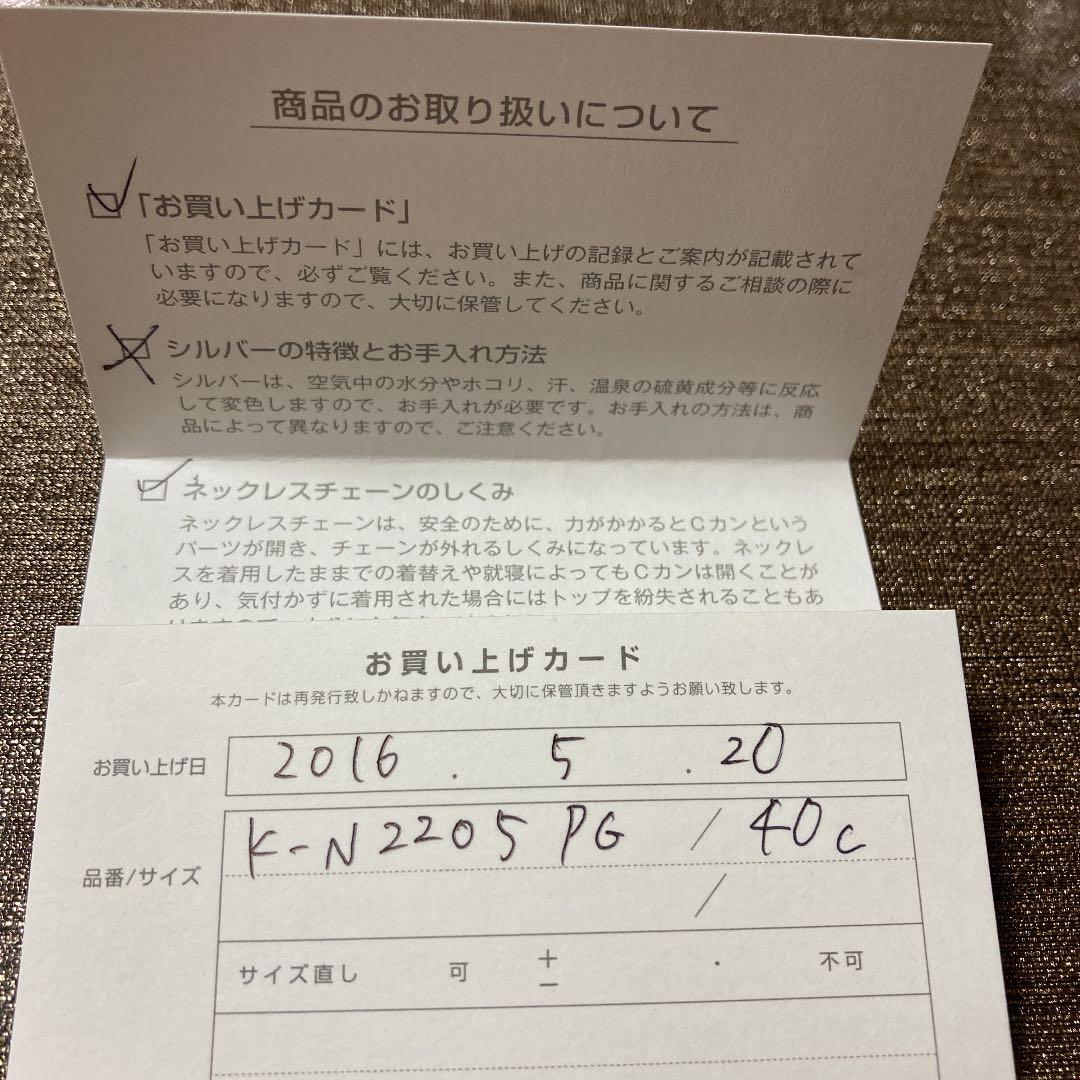 商品のお取り扱いについて
「お買い上げカード」
「お買い上げカード」には、お買い上げの記録とご案内が記載されて
いますので、必ずご覧ください。また、商品に関するご相談の際に
必要になりますので、大切に保管してください。
シルバーの特徴とお手入れ方法
シルバーは、空気中の水分やホコリ、汗、温泉の硫黄成分等に反応
して変色しますので、お手入れが必要です。お手入れの方法は、商
品によって異なりますので、ご注意ください。
ネックレスチェーンのしくみ
ネックレスチェーンは、安全のために、力がかかるとCカンという
パーツが開き、チェーンが外れるしくみになっています。ネックレ
スを着用したままでの着替えや就寝によってもCカンは開くことが
あり、気付かずに着用された場合にはトップを紛失されることもあ
お買い上げカード
本カードは再発行致しかねますので、大切に保管頂きますようお願い致します。
お買い上げ日 2016 . 5 . 20
品番/サイズ K-N2205 PG / 40c
/
サイズ直し 可 +− ・ 不可